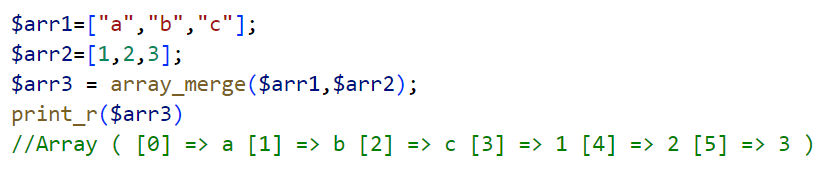 $arr1=["a","b","c"];
$arr2=[1,2,3];
$arr3 = array_merge($arr1,$arr2);
print_r($arr3)
//Array ( [0] => a [1] => b [2] => c [3] => 1 [4] => 2 [5] => 3 )